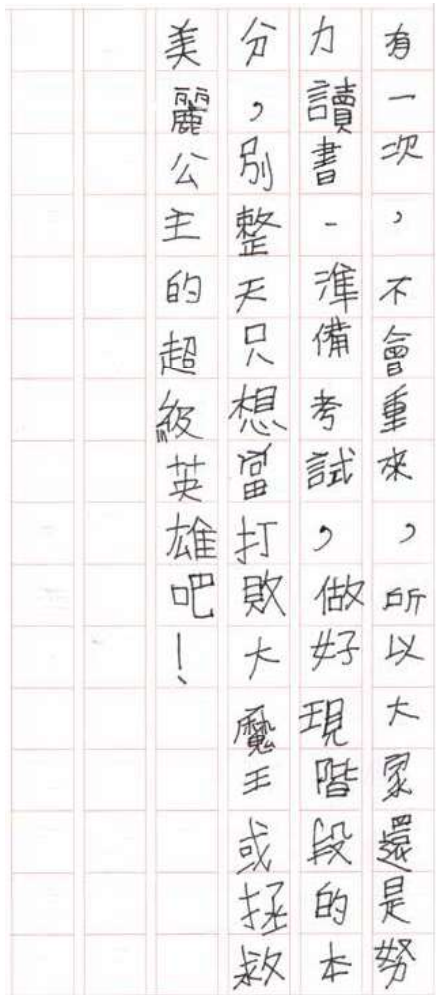 有一次，不會重來，所以大家還是努
力讀書-準備考試，做好現階段的本
分，別整天只想當打敗大魔王或拯救
美麗公主的超級英雄吧！